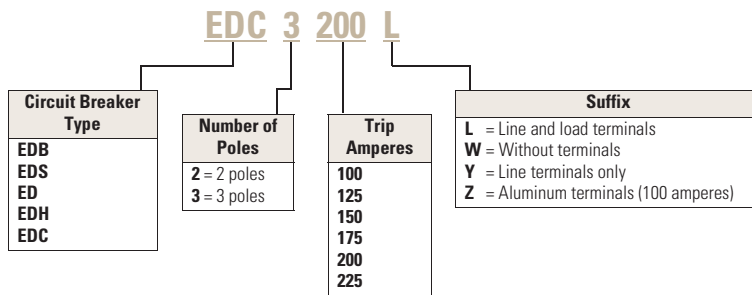 EDC 3 200 L
Circuit Breaker
Type
EDB
EDS
ED
EDH
EDC
Number of
Poles
2 = 2 poles
3 = 3 poles
Trip
Amperes
100
125
150
175
200
225
Suffix
L = Line and load terminals
W = Without terminals
Y = Line terminals only
Z = Aluminum terminals (100 amperes)